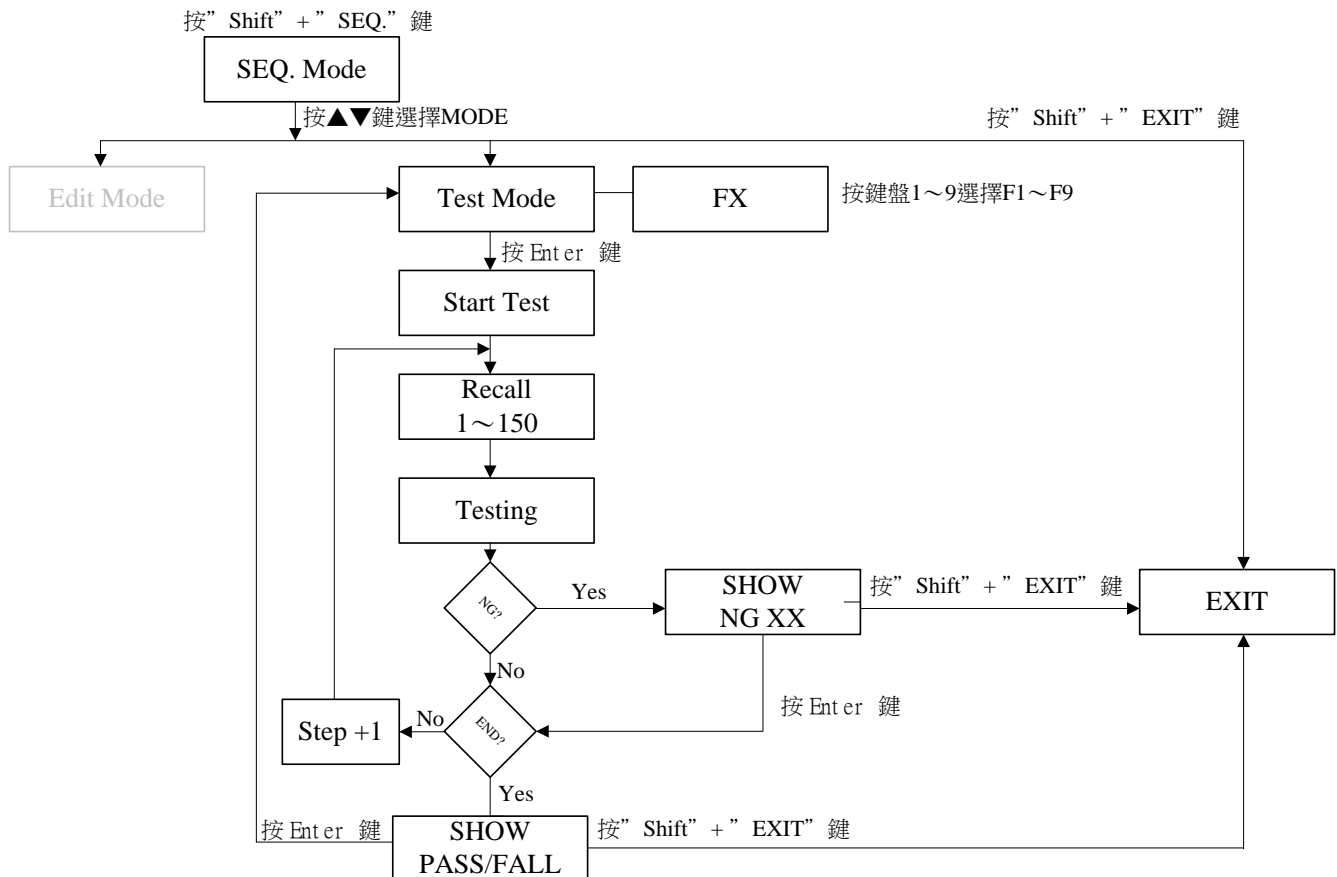 按”Shift”+”SEQ.”鍵
SEQ. Mode
按▲▼鍵選擇MODE
按”Shift”+”EXIT”鍵
Edit Mode
Test Mode
FX
按鍵盤1～9選擇F1～F9
按Enter 鍵
Start Test
Recall
1～150
Testing
NG?
Yes
SHOW
NG XX
按”Shift”+”EXIT”鍵
EXIT
No
按Enter 鍵
Step +1
No
END?
Yes
按Enter 鍵
SHOW
PASS/FALL
按”Shift”+”EXIT”鍵